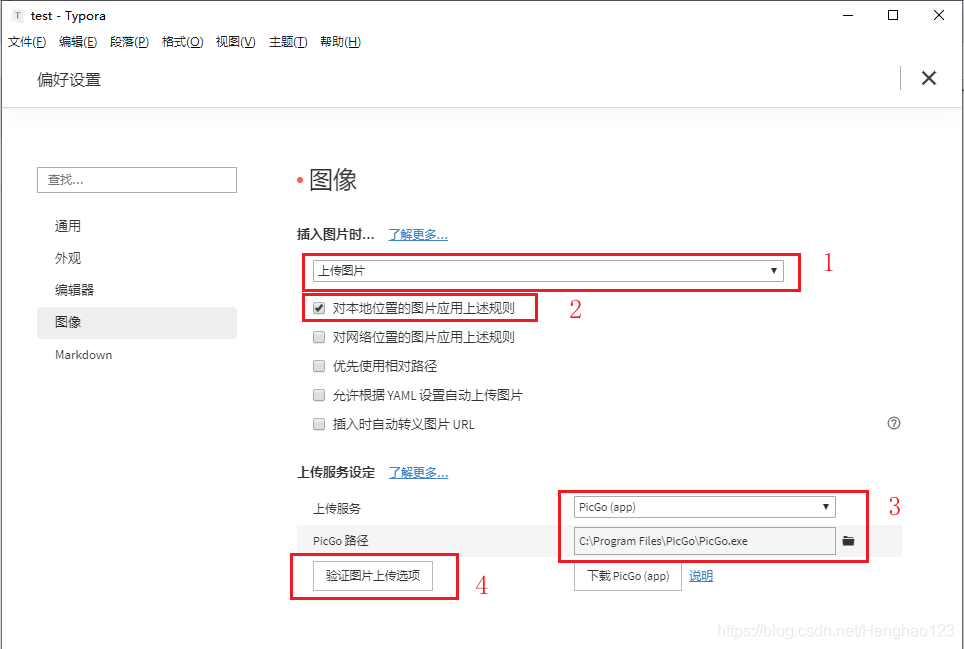 T test - Typora
文件(F) 编辑(E) 段落(P) 格式(O) 视图(V) 主题(T) 帮助(H)
偏好设置
查找...
通用
外观
编辑器
图像
Markdown
图像
插入图片时... 了解更多...
上传图片
1
对本地位置的图片应用上述规则
2
对网络位置的图片应用上述规则
优先使用相对路径
允许根据 YAML 设置自动上传图片
插入时自动转义图片 URL
上传服务设定 了解更多...
上传服务 PicGo (app)
3
PicGo 路径 C:\Program Files\PicGo\PicGo.exe
验证图片上传选项 下载 PicGo (app) 说明
4
https://blog.csdn.net/Henghao123